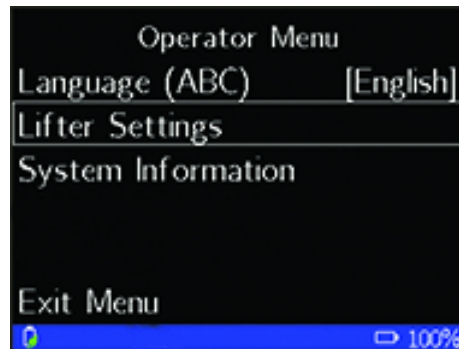 Operator Menu
Language (ABC) [English]
Lifter Settings
System Information
Exit Menu
100%